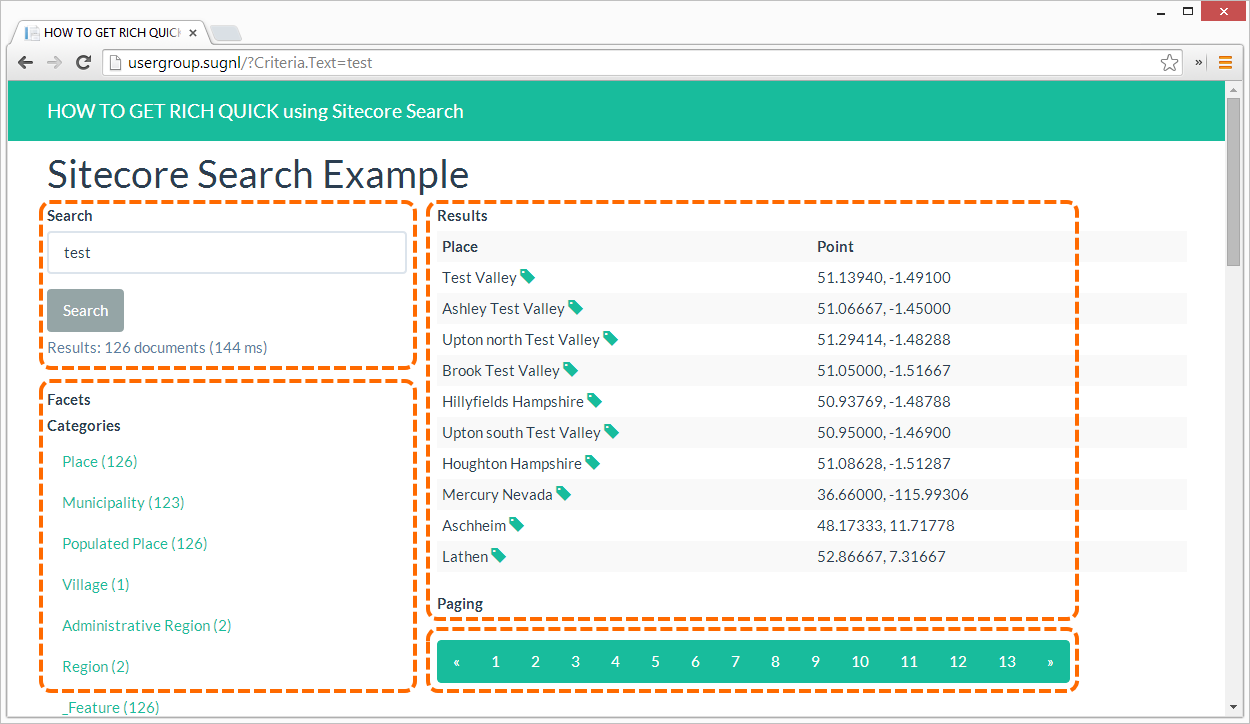 HOW TO GET RICH QUICK
usergroup.sugnl/?Criteria.Text=test
HOW TO GET RICH QUICK using Sitecore Search
Sitecore Search Example
Search
test
Search
Results: 126 documents (144 ms)
Facets
Categories
Place (126)
Municipality (123)
Populated Place (126)
Village (1)
Administrative Region (2)
Region (2)
_Feature (126)
Results
Place Point
Test Valley 51.13940, -1.49100
Ashley Test Valley 51.06667, -1.45000
Upton north Test Valley 51.29414, -1.48288
Brook Test Valley 51.05000, -1.51667
Hillyfields Hampshire 50.93769, -1.48788
Upton south Test Valley 50.95000, -1.46900
Houghton Hampshire 51.08628, -1.51287
Mercury Nevada 36.66000, -115.99306
Aschheim 48.17333, 11.71778
Lathen 52.86667, 7.31667
Paging
« 1 2 3 4 5 6 7 8 9 10 11 12 13 »